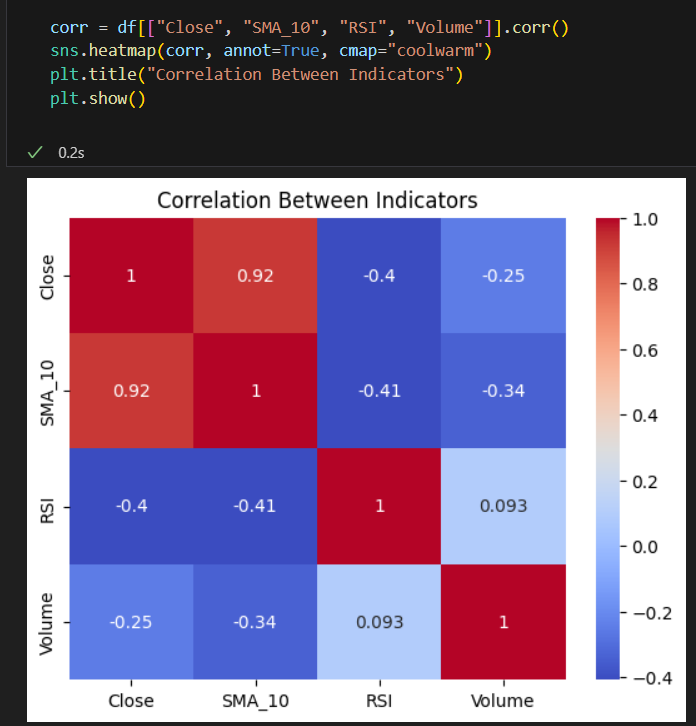 corr = df[["Close", "SMA_10", "RSI", "Volume"]].corr()
sns.heatmap(corr, annot=True, cmap="coolwarm")
plt.title("Correlation Between Indicators")
plt.show()
0.2s
Correlation Between Indicators
Close 1 0.92 -0.4 -0.25
SMA_10 0.92 1 -0.41 -0.34
RSI -0.4 -0.41 1 0.093
Volume -0.25 -0.34 0.093 1
Close SMA_10 RSI Volume
1.0
0.8
0.6
0.4
0.2
0.0
−0.2
−0.4